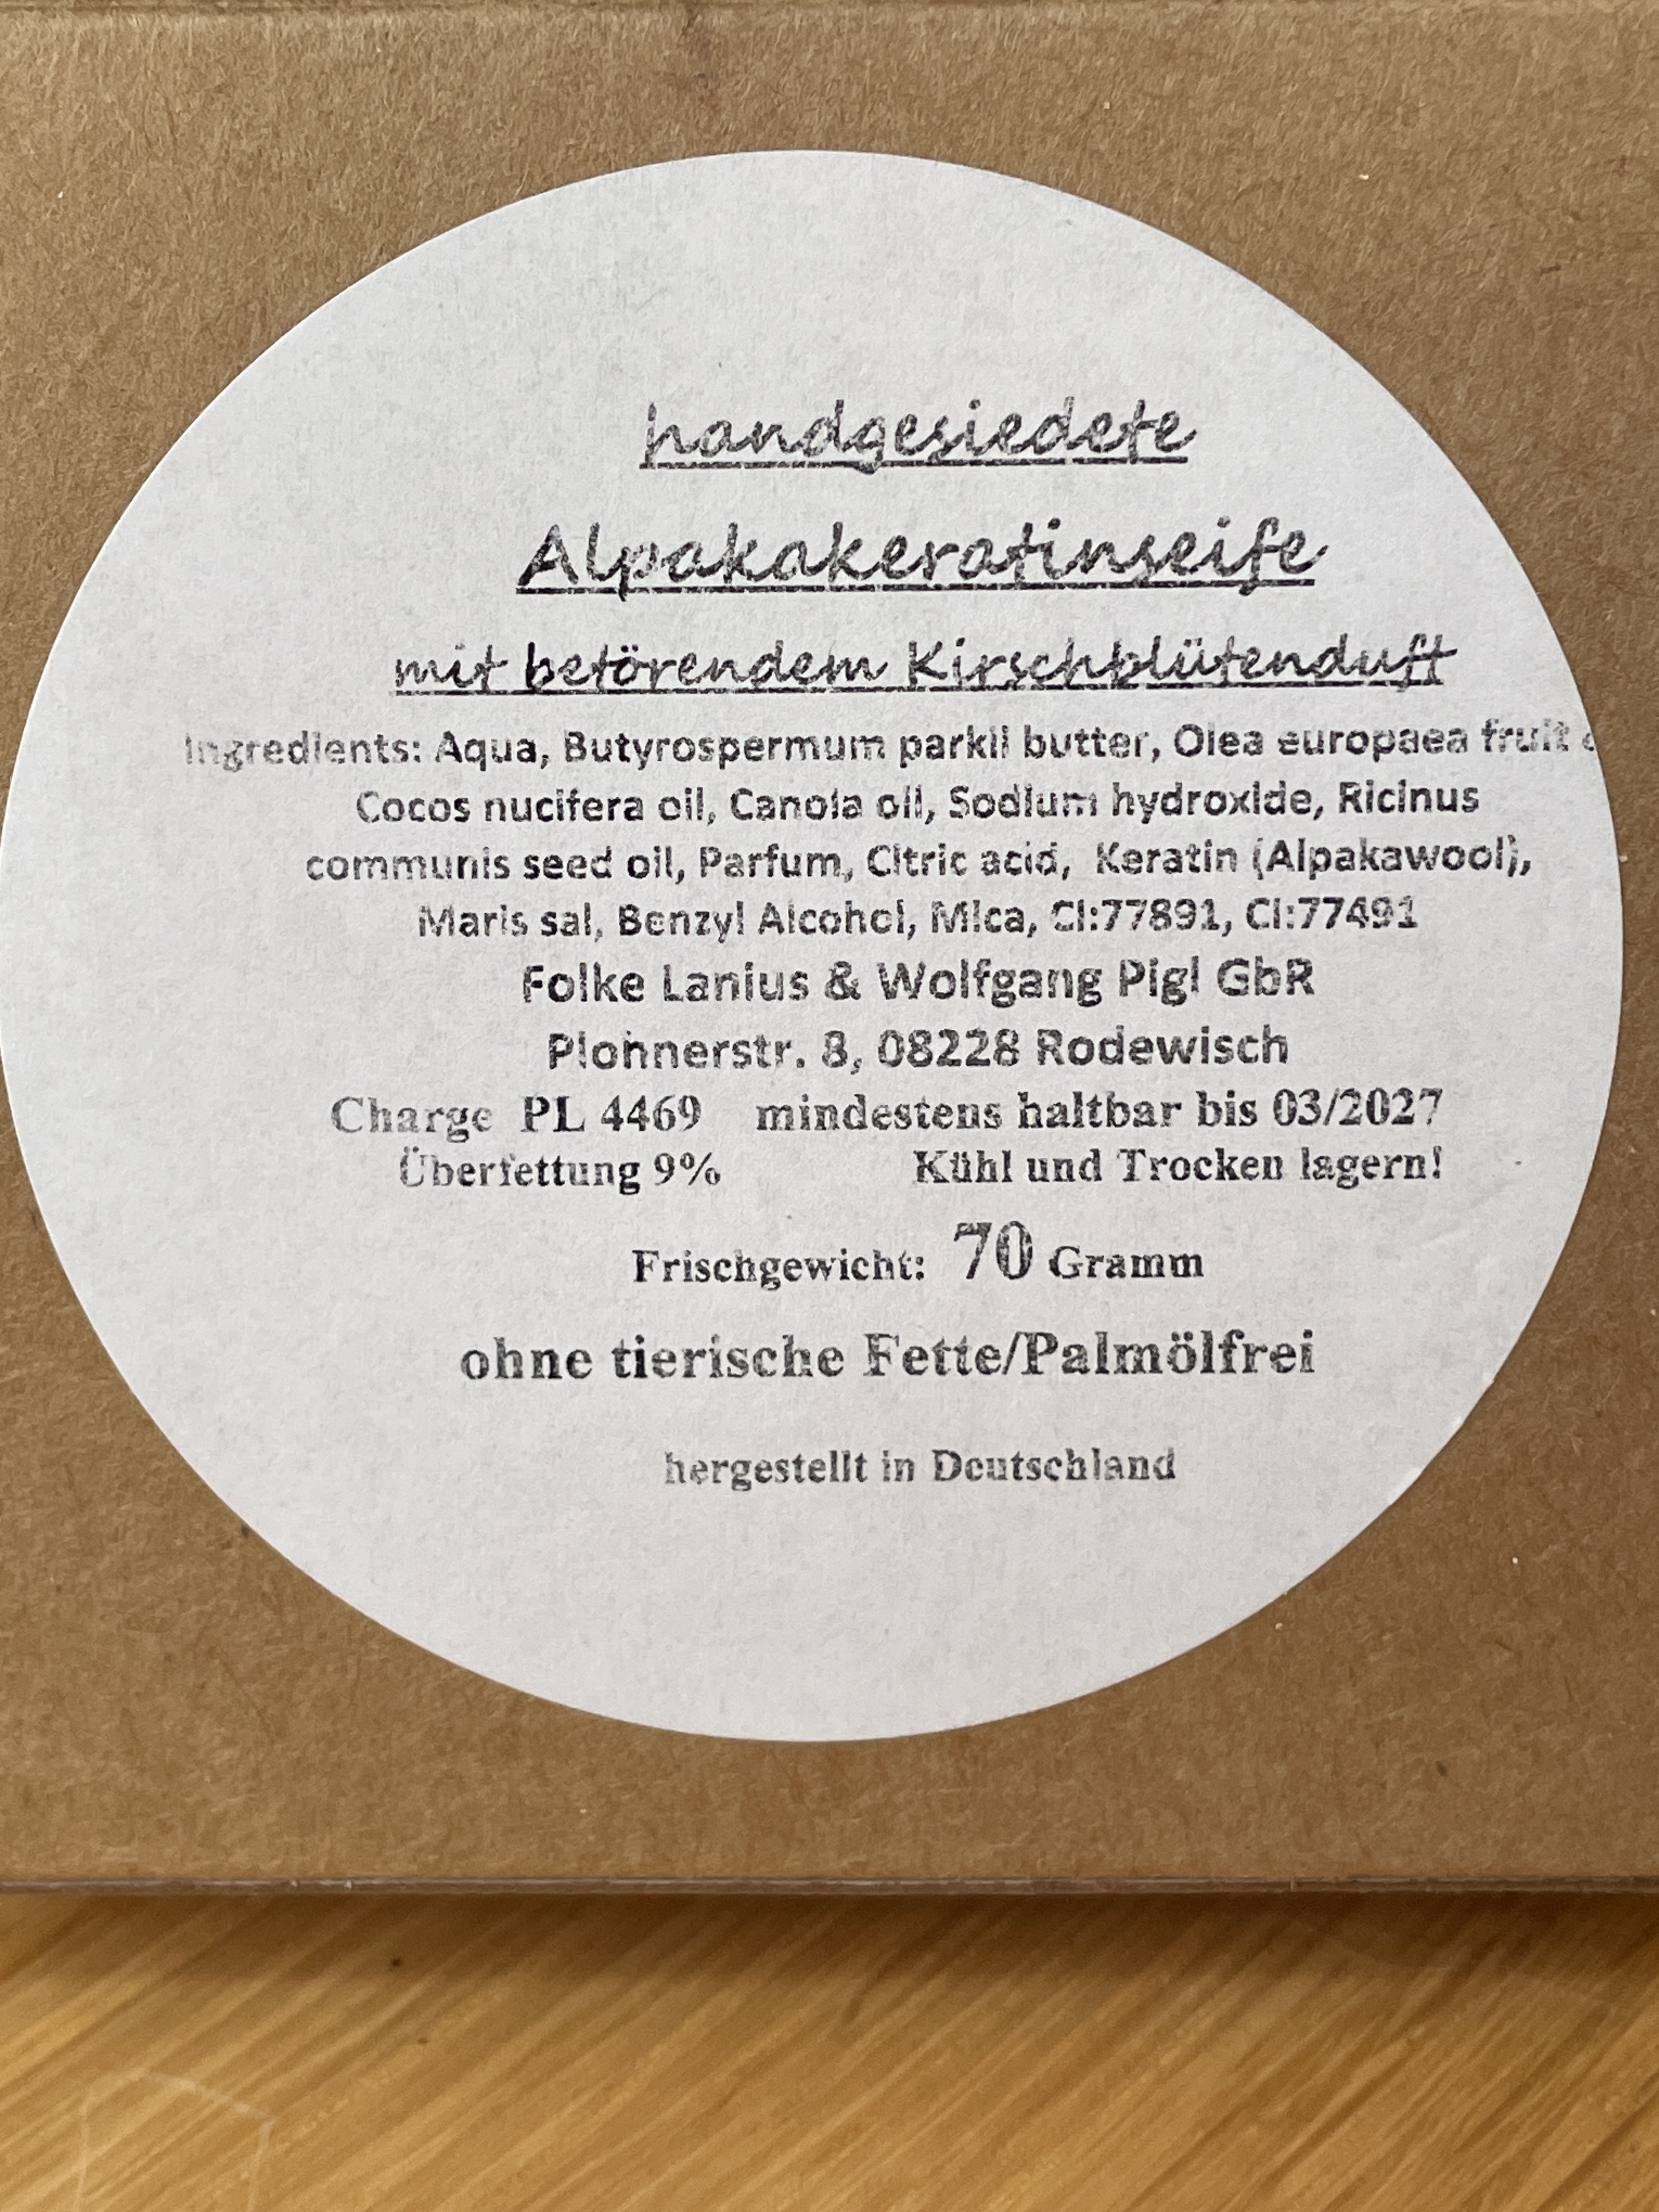 handgesiedete
Alpakakeratinseife
mit betörendem Kirschblütenduft
Ingredients: Aqua, Butyrospermum parkii butter, Olea europaea fruit
Cocos nucifera oil, Canola oil, Sodium hydroxide, Ricinus
communis seed oil, Parfum, Citric acid, Keratin (Alpakawool),
Maris sal, Benzyl Alcohol, Mica, CI:77891, CI:77491
Folke Lanius & Wolfgang Pigl GbR
Plohnerstr. 8, 08228 Rodewisch
Charge PL 4469 mindestens haltbar bis 03/2027
Überfettung 9% Kühl und Trocken lagern!
Frischgewicht: 70 Gramm
ohne tierische Fette/Palmölfrei
hergestellt in Deutschland